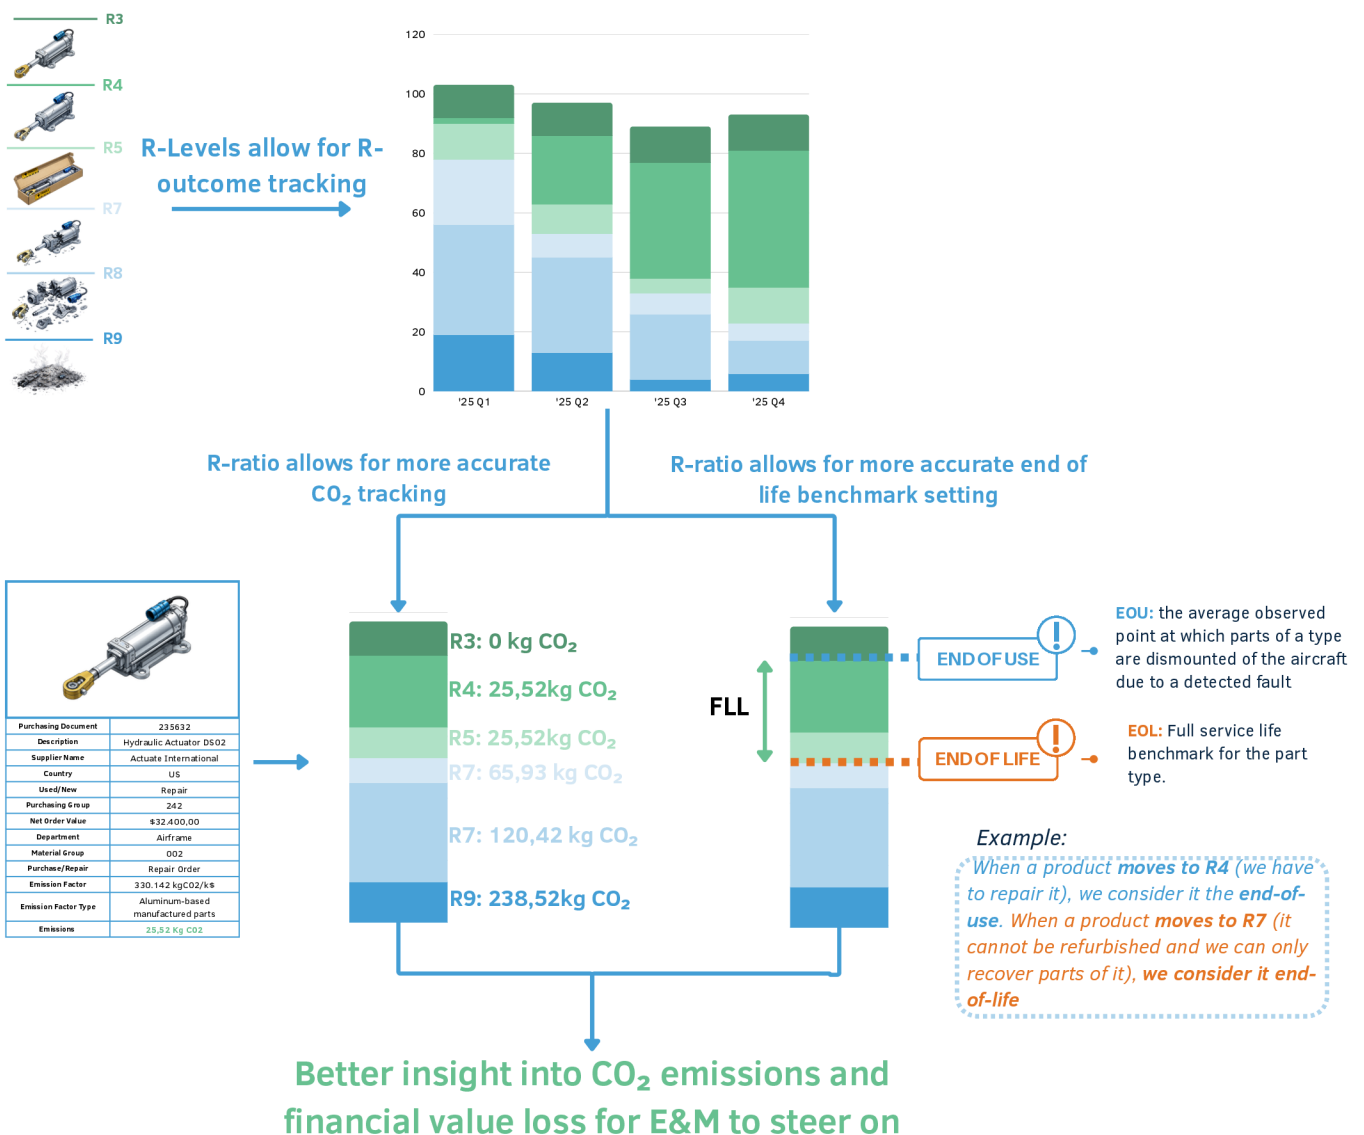 R3
R4
R5
R7
R8
R9
R-Levels allow for R-
outcome tracking
120
100
80
60
40
20
0
'25 Q1
'25 Q2
'25 Q3
'25 Q4
R-ratio allows for more accurate
CO₂ tracking
R-ratio allows for more accurate end of
life benchmark setting
Purchasing Document 235632
Description Hydraulic Actuator DS02
Supplier Name Actuate International
Country US
Used/New Repair
Purchasing Group 242
Net Order Value $32.400,00
Department Airframe
Material Group 002
Purchase/Repair Repair Order
Emission Factor 330.142 kgCO2/k$
Emission Factor Type Aluminum-based
manufactured parts
Emissions 25,52 Kg CO2
R3: 0 kg CO₂
R4: 25,52kg CO₂
R5: 25,52kg CO₂
R7: 65,93 kg CO₂
R7: 120,42 kg CO₂
R9: 238,52kg CO₂
FLL
END OF USE
EOU: the average observed
point at which parts of a type
are dismounted of the aircraft
due to a detected fault
END OF LIFE
EOL: Full service life
benchmark for the part
type.
Example:
When a product moves to R4 (we have
to repair it), we consider it the end-of-
use. When a product moves to R7 (it
cannot be refurbished and we can only
recover parts of it), we consider it end-
of-life
Better insight into CO₂ emissions and
financial value loss for E&M to steer on